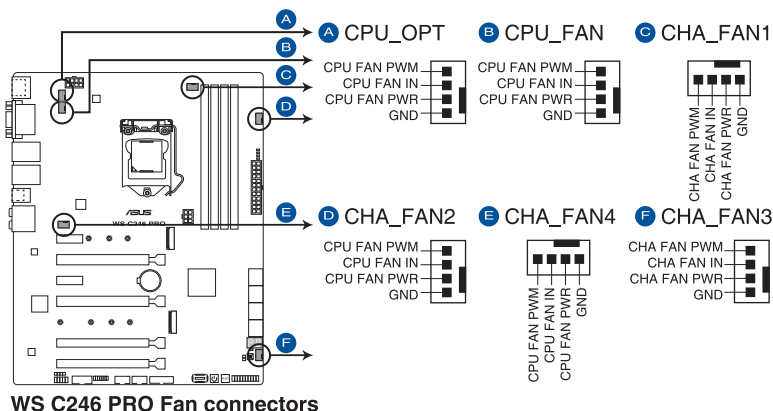 A
B
C
D
E
F
ASUS
WS C246 PRO
A CPU_OPT
CPU FAN PWM
CPU FAN IN
CPU FAN PWR
GND
B CPU_FAN
CPU FAN PWM
CPU FAN IN
CPU FAN PWR
GND
C CHA_FAN1
CHA FAN PWM
CHA FAN IN
CHA FAN PWR
GND
D CHA_FAN2
CPU FAN PWM
CPU FAN IN
CPU FAN PWR
GND
E CHA_FAN4
CPU FAN PWM
CPU FAN IN
CPU FAN PWR
GND
F CHA_FAN3
CHA FAN PWM
CHA FAN IN
CHA FAN PWR
GND
WS C246 PRO Fan connectors